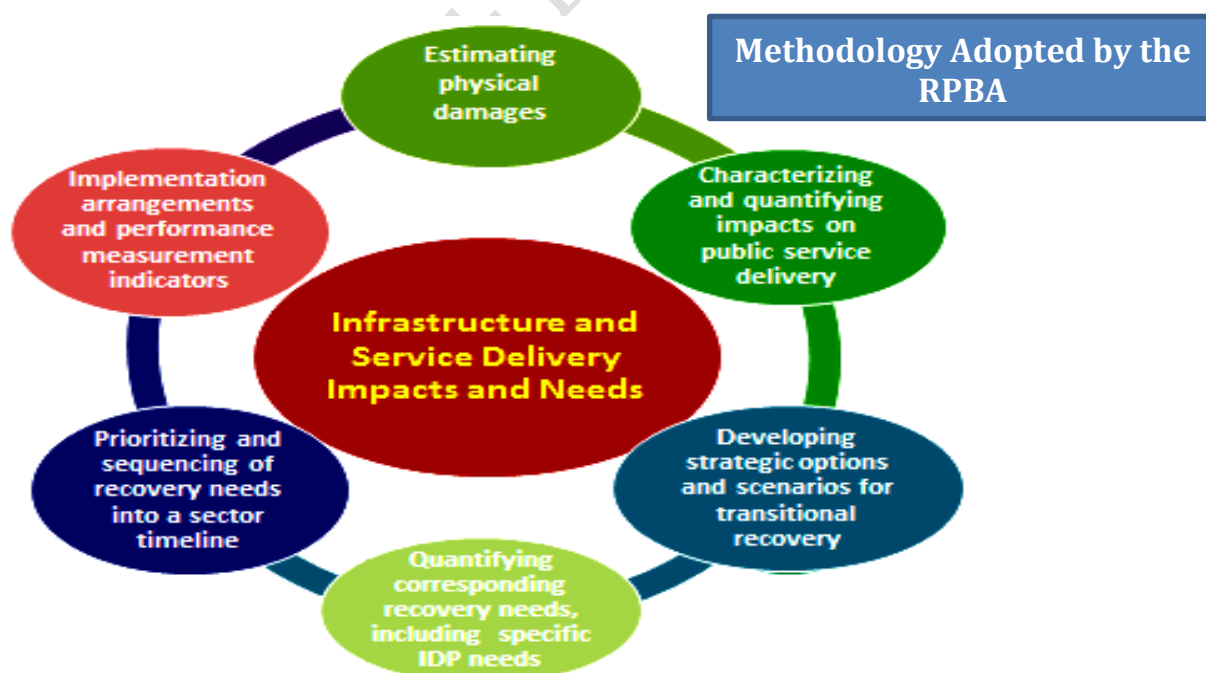 Methodology Adopted by the
RPBA
Estimating
physical
damages
Characterizing
and quantifying
impacts on
public service
delivery
Developing
strategic options
and scenarios for
transitional
recovery
Quantifying
corresponding
recovery needs,
including specific
IDP needs
Prioritizing and
sequencing of
recovery needs
into a sector
timeline
Implementation
arrangements
and performance
measurement
indicators
Infrastructure and
Service Delivery
Impacts and Needs